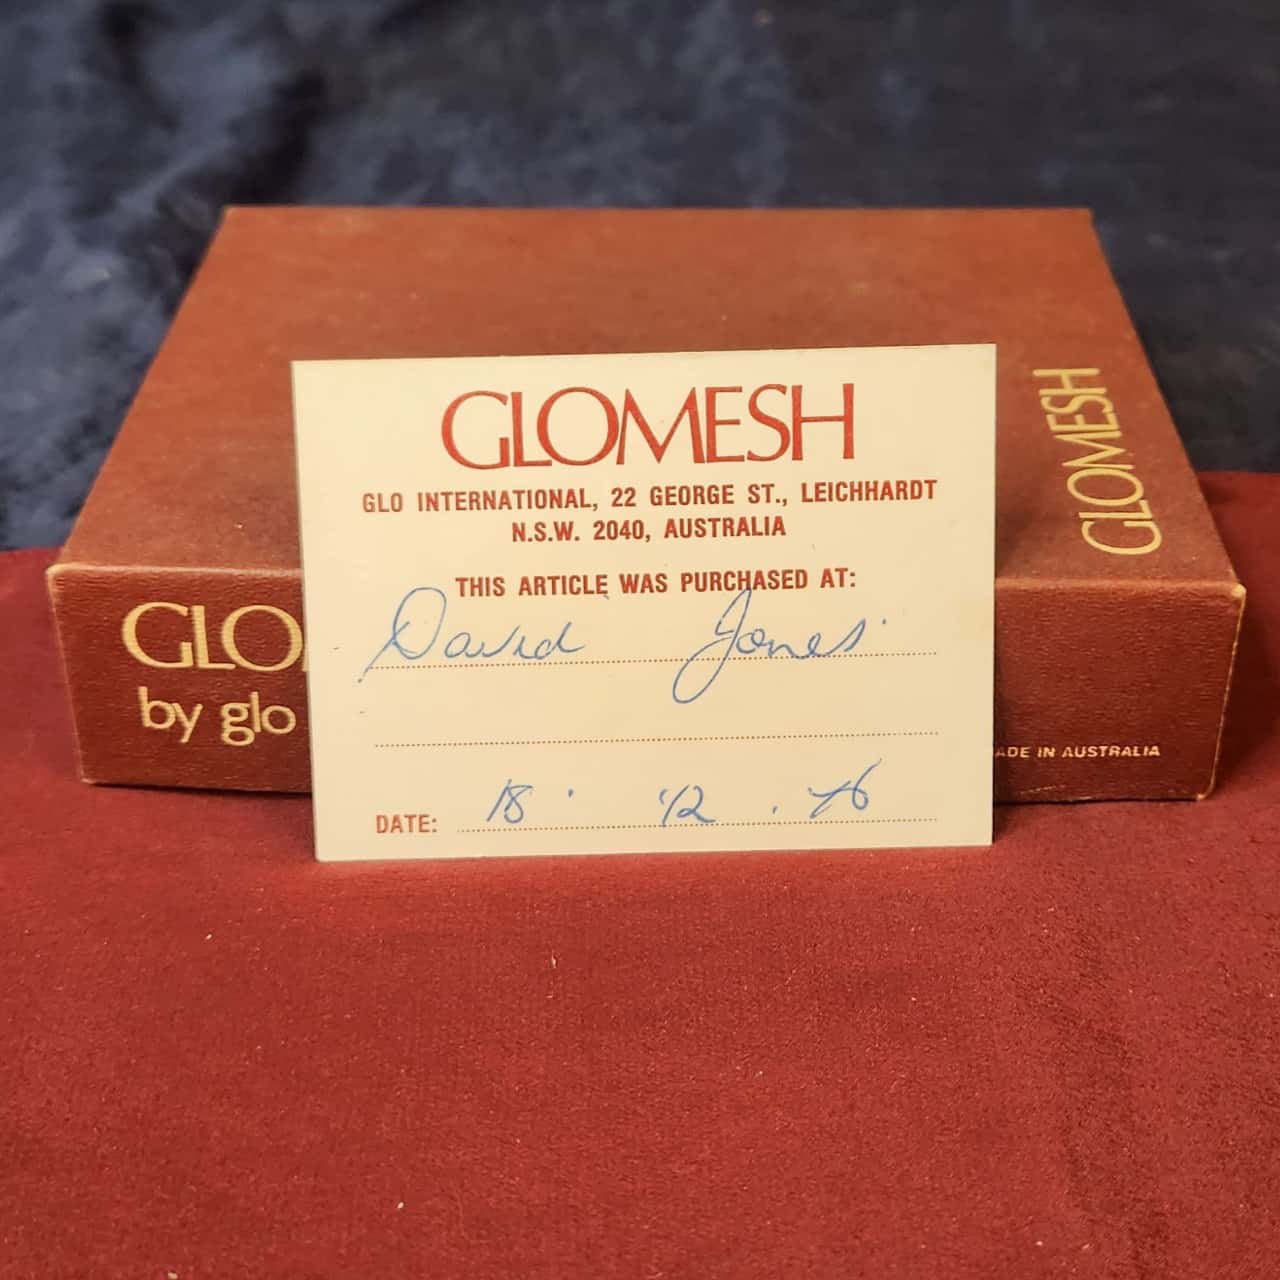 GLOMESH
GLO INTERNATIONAL, 22 GEORGE ST., LEICHHARDT
N.S.W. 2040, AUSTRALIA
THIS ARTICLE WAS PURCHASED AT:
David Jones
DATE: 18 . 12 . 76
GLOMESH
GLO
by glo
ADE IN AUSTRALIA